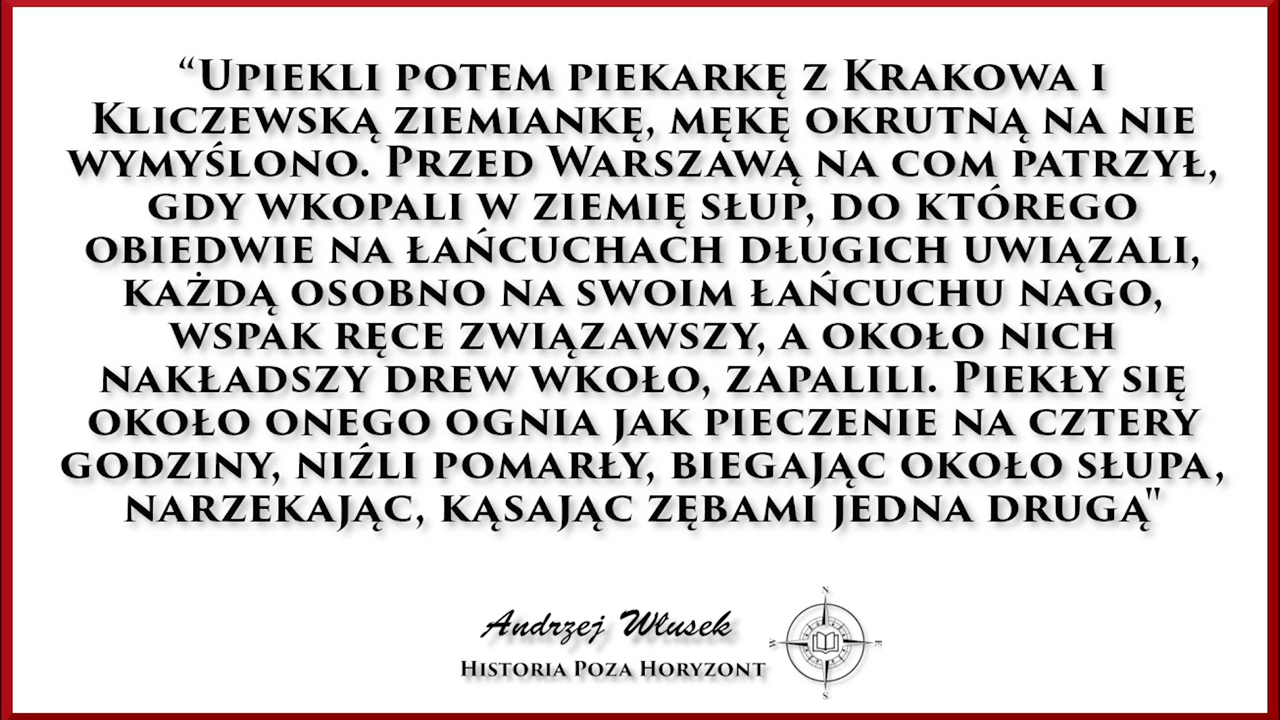 “Upiekli potem piekarkę z Krakowa i
Kliczewską ziemiankę, mękę okrutną na nie
wymyślono. Przed Warszawą na com patrzył,
gdy wkopali w ziemię słup, do którego
obiedwie na łańcuchach długich uwiązali,
każdą osobno na swoim łańcuchu nago,
wspak ręce związawszy, a około nich
nakładszy drew wkoło, zapalili. Piekły się
około onego ognia jak pieczenie na cztery
godziny, niźli pomarły, biegając około słupa,
narzekając, kąsając zębami jedna drugą"
Andrzej Włusek
Historia Poza Horyzont
N
W E
S